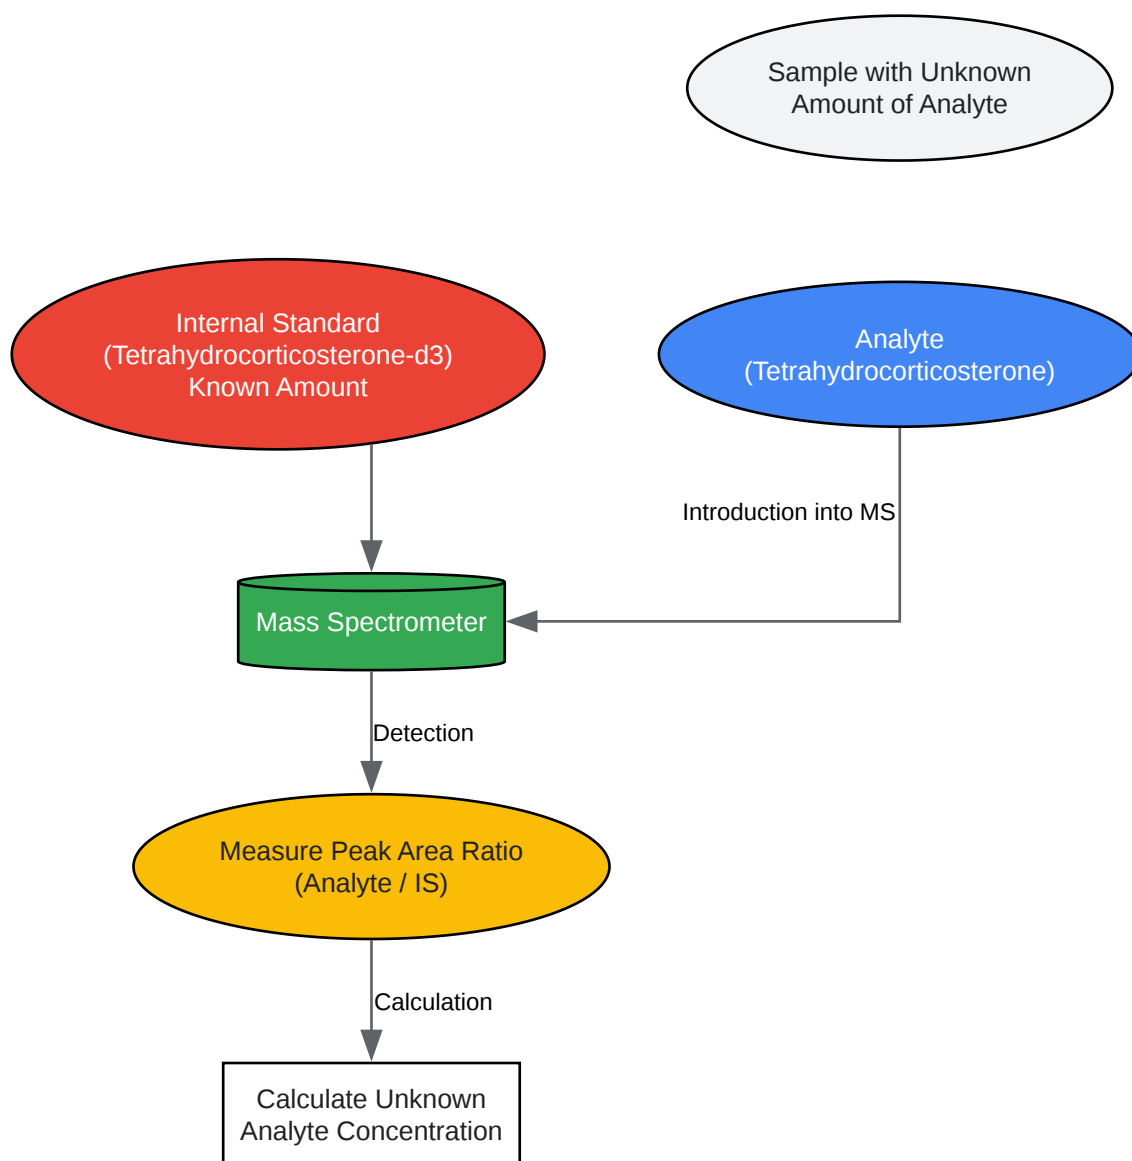 Sample with Unknown
Amount of Analyte
Internal Standard
(Tetrahydrocorticosterone-d3)
Known Amount
Analyte
(Tetrahydrocorticosterone)
Introduction into MS
Mass Spectrometer
Detection
Measure Peak Area Ratio
(Analyte / IS)
Calculation
Calculate Unknown
Analyte Concentration